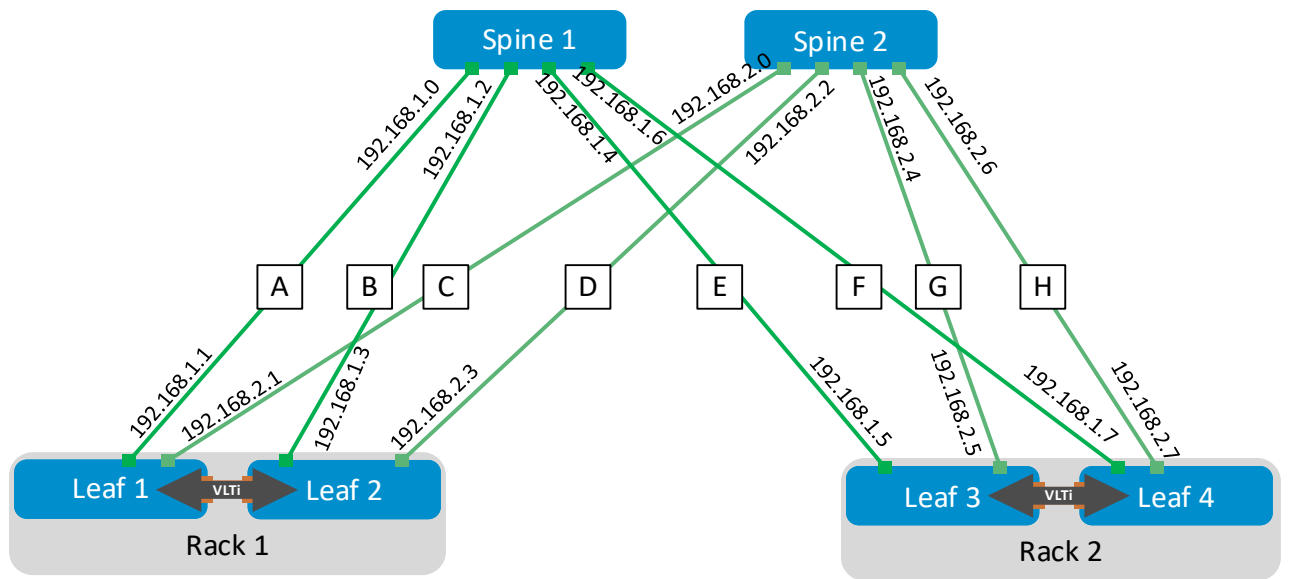 Spine 1
Spine 2
192.168.1.0
192.168.1.2
192.168.1.4
192.168.1.6
192.168.2.0
192.168.2.2
192.168.2.4
192.168.2.6
A
B
C
D
E
F
G
H
192.168.1.1
192.168.2.1
192.168.1.3
192.168.2.3
192.168.1.5
192.168.2.5
192.168.1.7
192.168.2.7
Leaf 1
VLTi
Leaf 2
Leaf 3
VLTi
Leaf 4
Rack 1
Rack 2